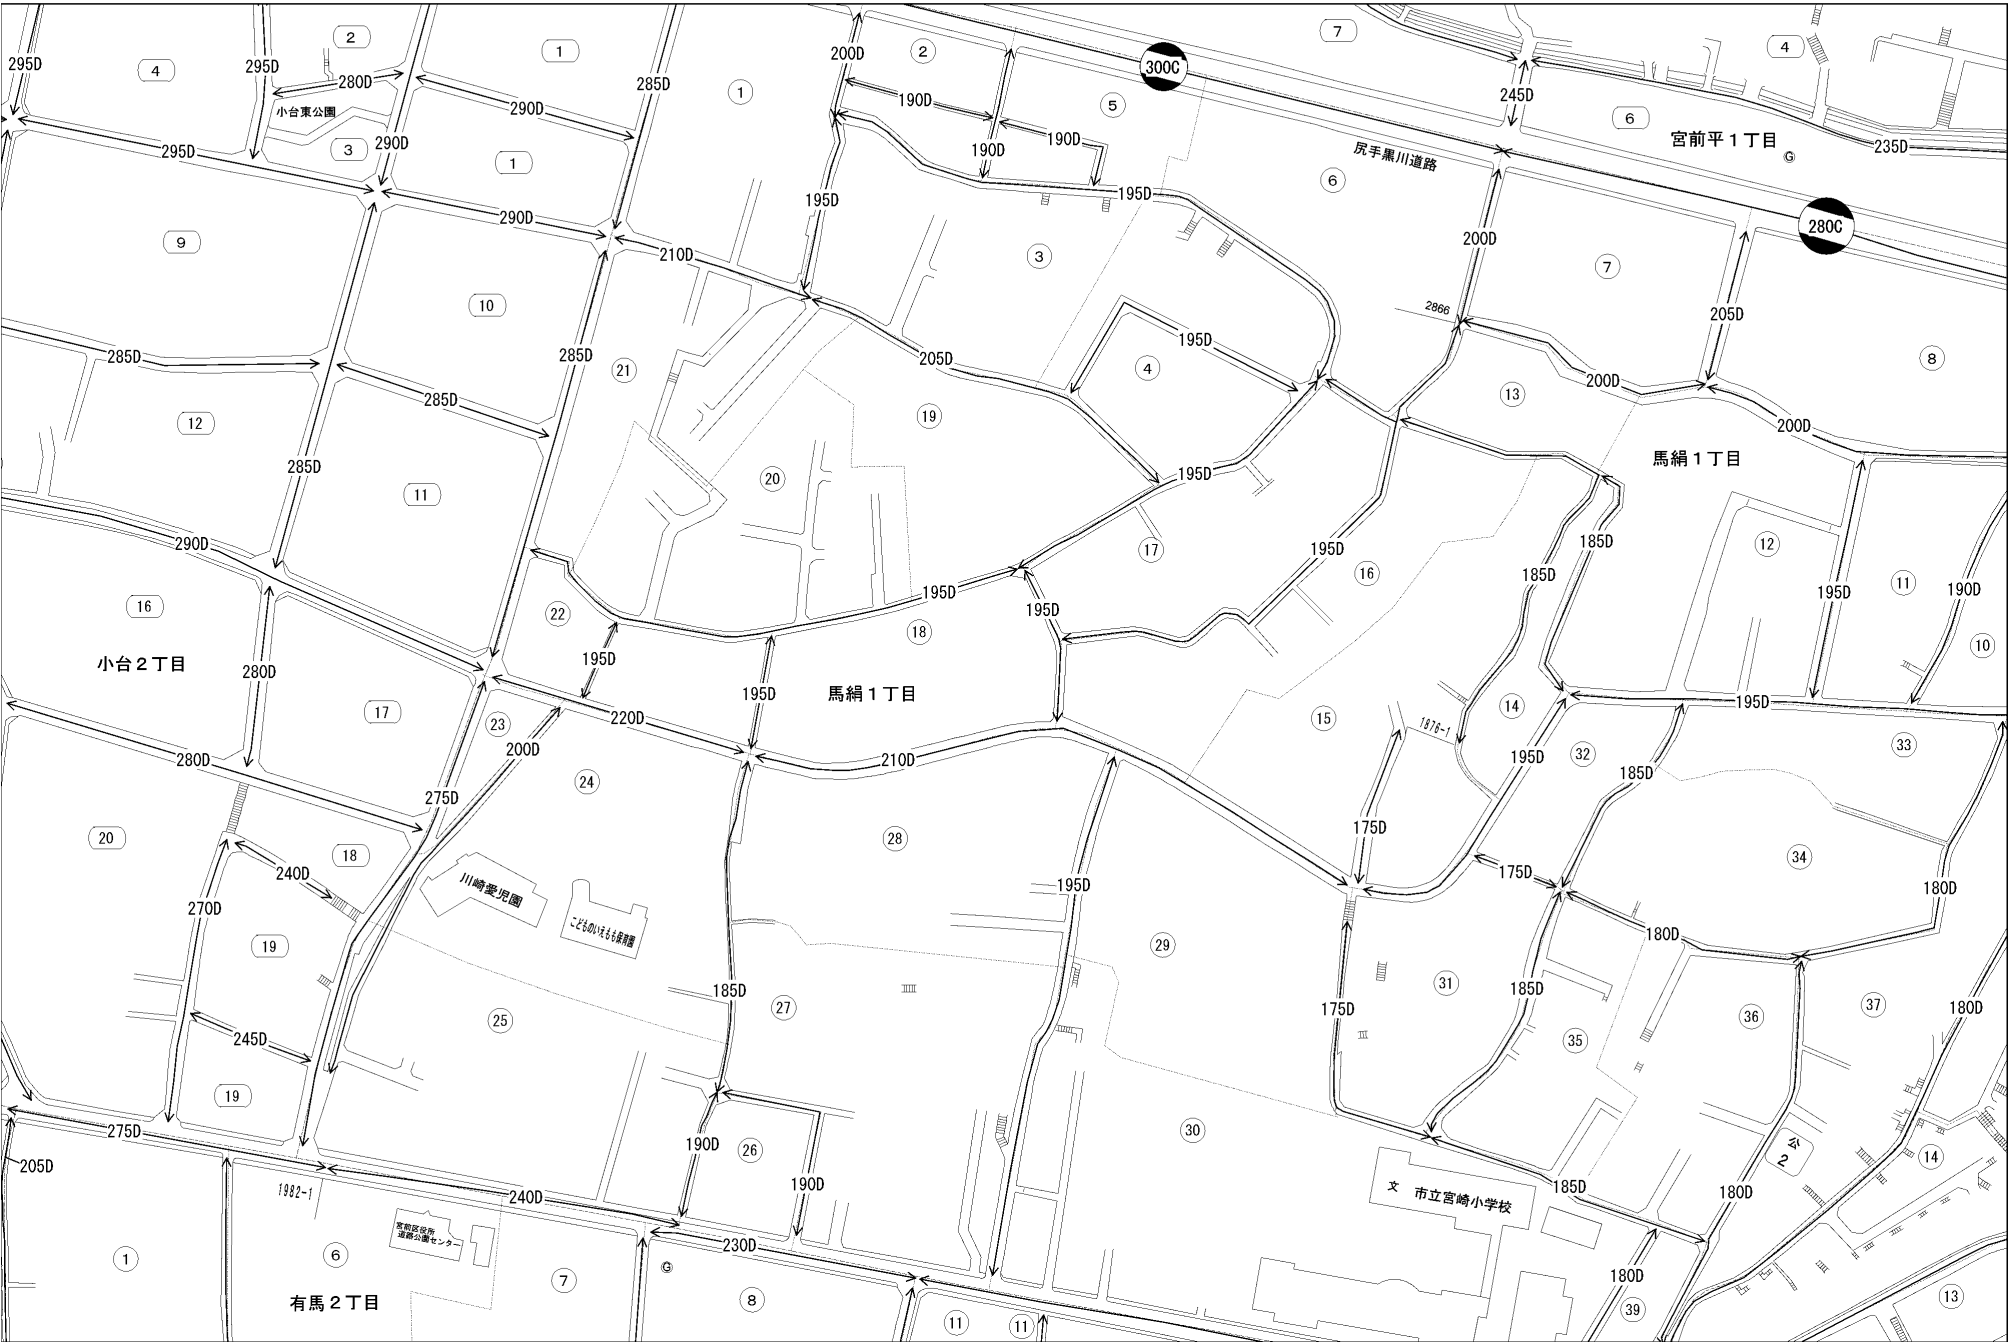 295D
4
295D
2
280D
小台東公園
3
290D
1
290D
1
285D
1
200D
2
190D
5
190D
190D
300C
7
245D
4
6
宮前平1丁目
G
235D
尻手黒川道路
6
295D
290D
210D
195D
195D
200D
7
280C
9
10
285D
21
3
2866
205D
8
285D
285D
205D
195D
4
200D
13
200D
12
285D
11
19
20
195D
馬絹1丁目
290D
17
195D
16
185D
185D
12
195D
11
190D
16
22
195D
195D
18
10
小台2丁目
280D
195D
195D
馬絹1丁目
17
23
220D
15
14
1876-1
195D
280D
200D
24
210D
195D
32
185D
33
275D
20
18
240D
28
175D
175D
34
川崎愛児園
こどものいえもも保育園
195D
180D
270D
19
29
180D
185D
27
31
185D
245D
25
175D
35
36
37
180D
19
275D
30
190D
26
190D
公
2
14
205D
1982-1
240D
文 市立宮崎小学校
185D
180D
宮前区役所
道路公園センター
1
6
230D
G
7
8
180D
39
13
有馬2丁目
11
11